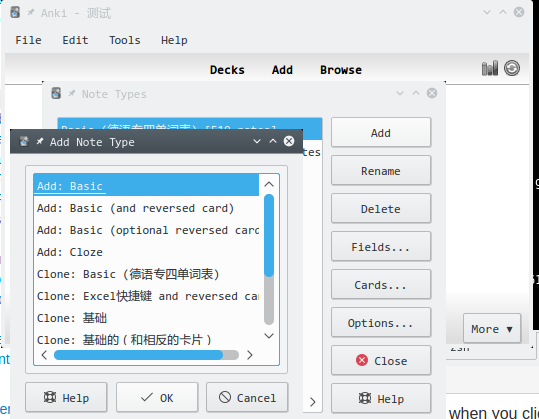 Anki - 测试
File Edit Tools Help
Decks Add Browse
Note Types
Basic (德语专四单词表) [510 notes]
Add Note Type
Add: Basic
Add: Basic (and reversed card)
Add: Basic (optional reversed card
Add: Cloze
Clone: Basic (德语专四单词表)
Clone: Excel快捷键 and reversed ca
Clone: 基础
Clone: 基础的(和相反的卡片)
Help OK Cancel
Add
Rename
Delete
Fields...
Cards...
Options...
Close
Help
More ▼
when you cli